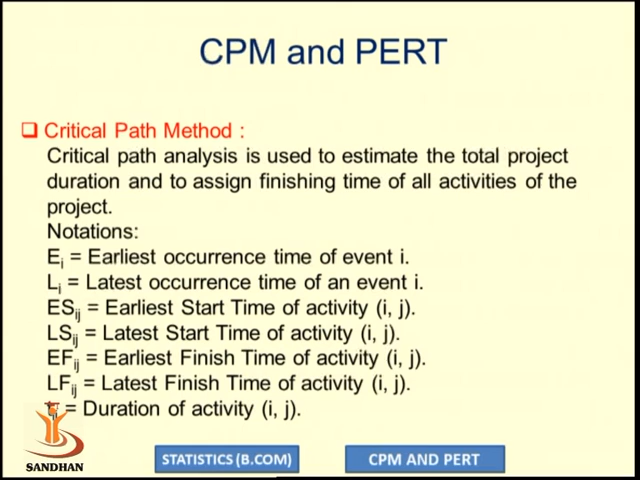 CPM and PERT
❑ Critical Path Method :
Critical path analysis is used to estimate the total project
duration and to assign finishing time of all activities of the
project.
Notations:
Ei = Earliest occurrence time of event i.
Li = Latest occurrence time of an event i.
ESij = Earliest Start Time of activity (i, j).
LSij = Latest Start Time of activity (i, j).
EFij = Earliest Finish Time of activity (i, j).
LFij = Latest Finish Time of activity (i, j).
= Duration of activity (i, j).
SANDHAN
STATISTICS (B.COM)
CPM AND PERT